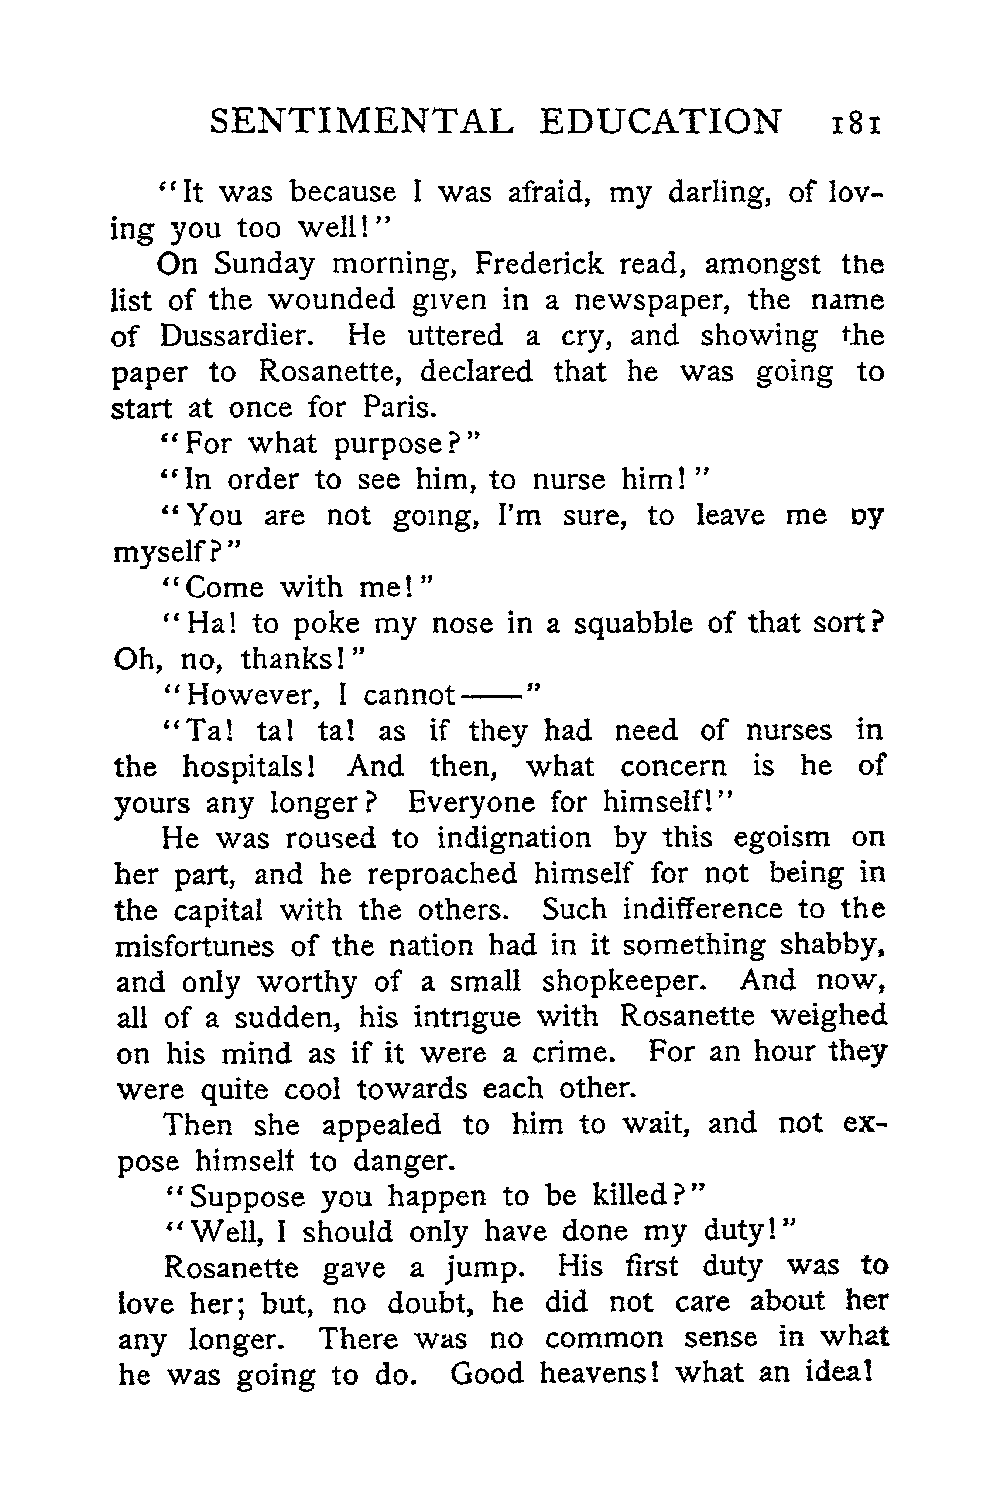 SENTIMENTAL EDUCATION 181
"It was because I was afraid, my darling, of lov-
ing you too well!"
On Sunday morning, Frederick read, amongst the
list of the wounded given in a newspaper, the name
of Dussardier. He uttered a cry, and showing the
paper to Rosanette, declared that he was going to
start at once for Paris.
"For what purpose?"
"In order to see him, to nurse him!"
"You are not going, I'm sure, to leave me by
myself?"
"Come with me!"
"Ha! to poke my nose in a squabble of that sort?
Oh, no, thanks!"
"However, I cannot——"
"Ta! ta! ta! as if they had need of nurses in
the hospitals! And then, what concern is he of
yours any longer? Everyone for himself!"
He was roused to indignation by this egoism on
her part, and he reproached himself for not being in
the capital with the others. Such indifference to the
misfortunes of the nation had in it something shabby,
and only worthy of a small shopkeeper. And now,
all of a sudden, his intrigue with Rosanette weighed
on his mind as if it were a crime. For an hour they
were quite cool towards each other.
Then she appealed to him to wait, and not ex-
pose himself to danger.
"Suppose you happen to be killed?"
"Well, I should only have done my duty!"
Rosanette gave a jump. His first duty was to
love her; but, no doubt, he did not care about her
any longer. There was no common sense in what
he was going to do. Good heavens! what an idea!